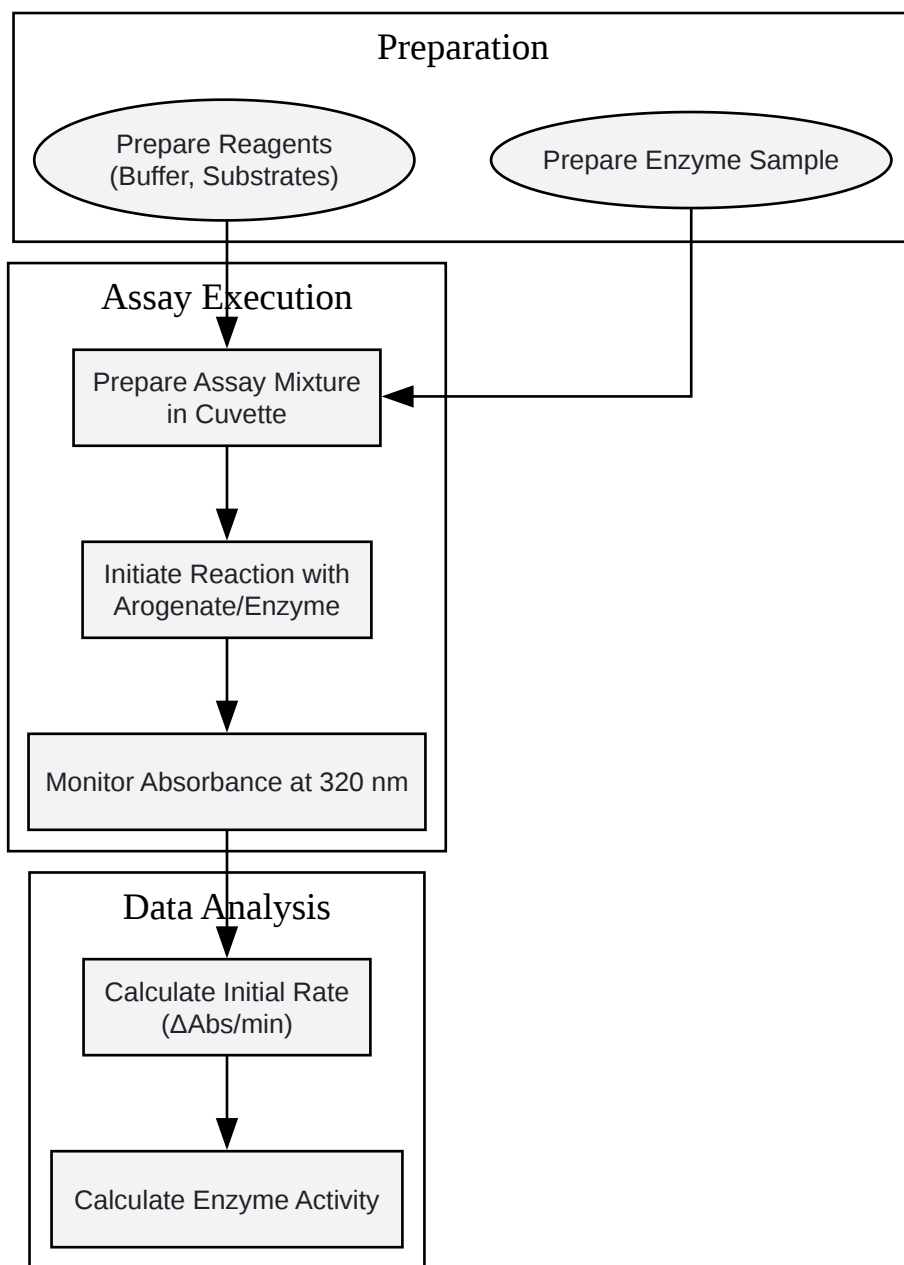 Preparation
Prepare Reagents
(Buffer, Substrates)
Prepare Enzyme Sample
Assay Execution
Prepare Assay Mixture
in Cuvette
Initiate Reaction with
Arogenate/Enzyme
Monitor Absorbance at 320 nm
Data Analysis
Calculate Initial Rate
(ΔAbs/min)
Calculate Enzyme Activity